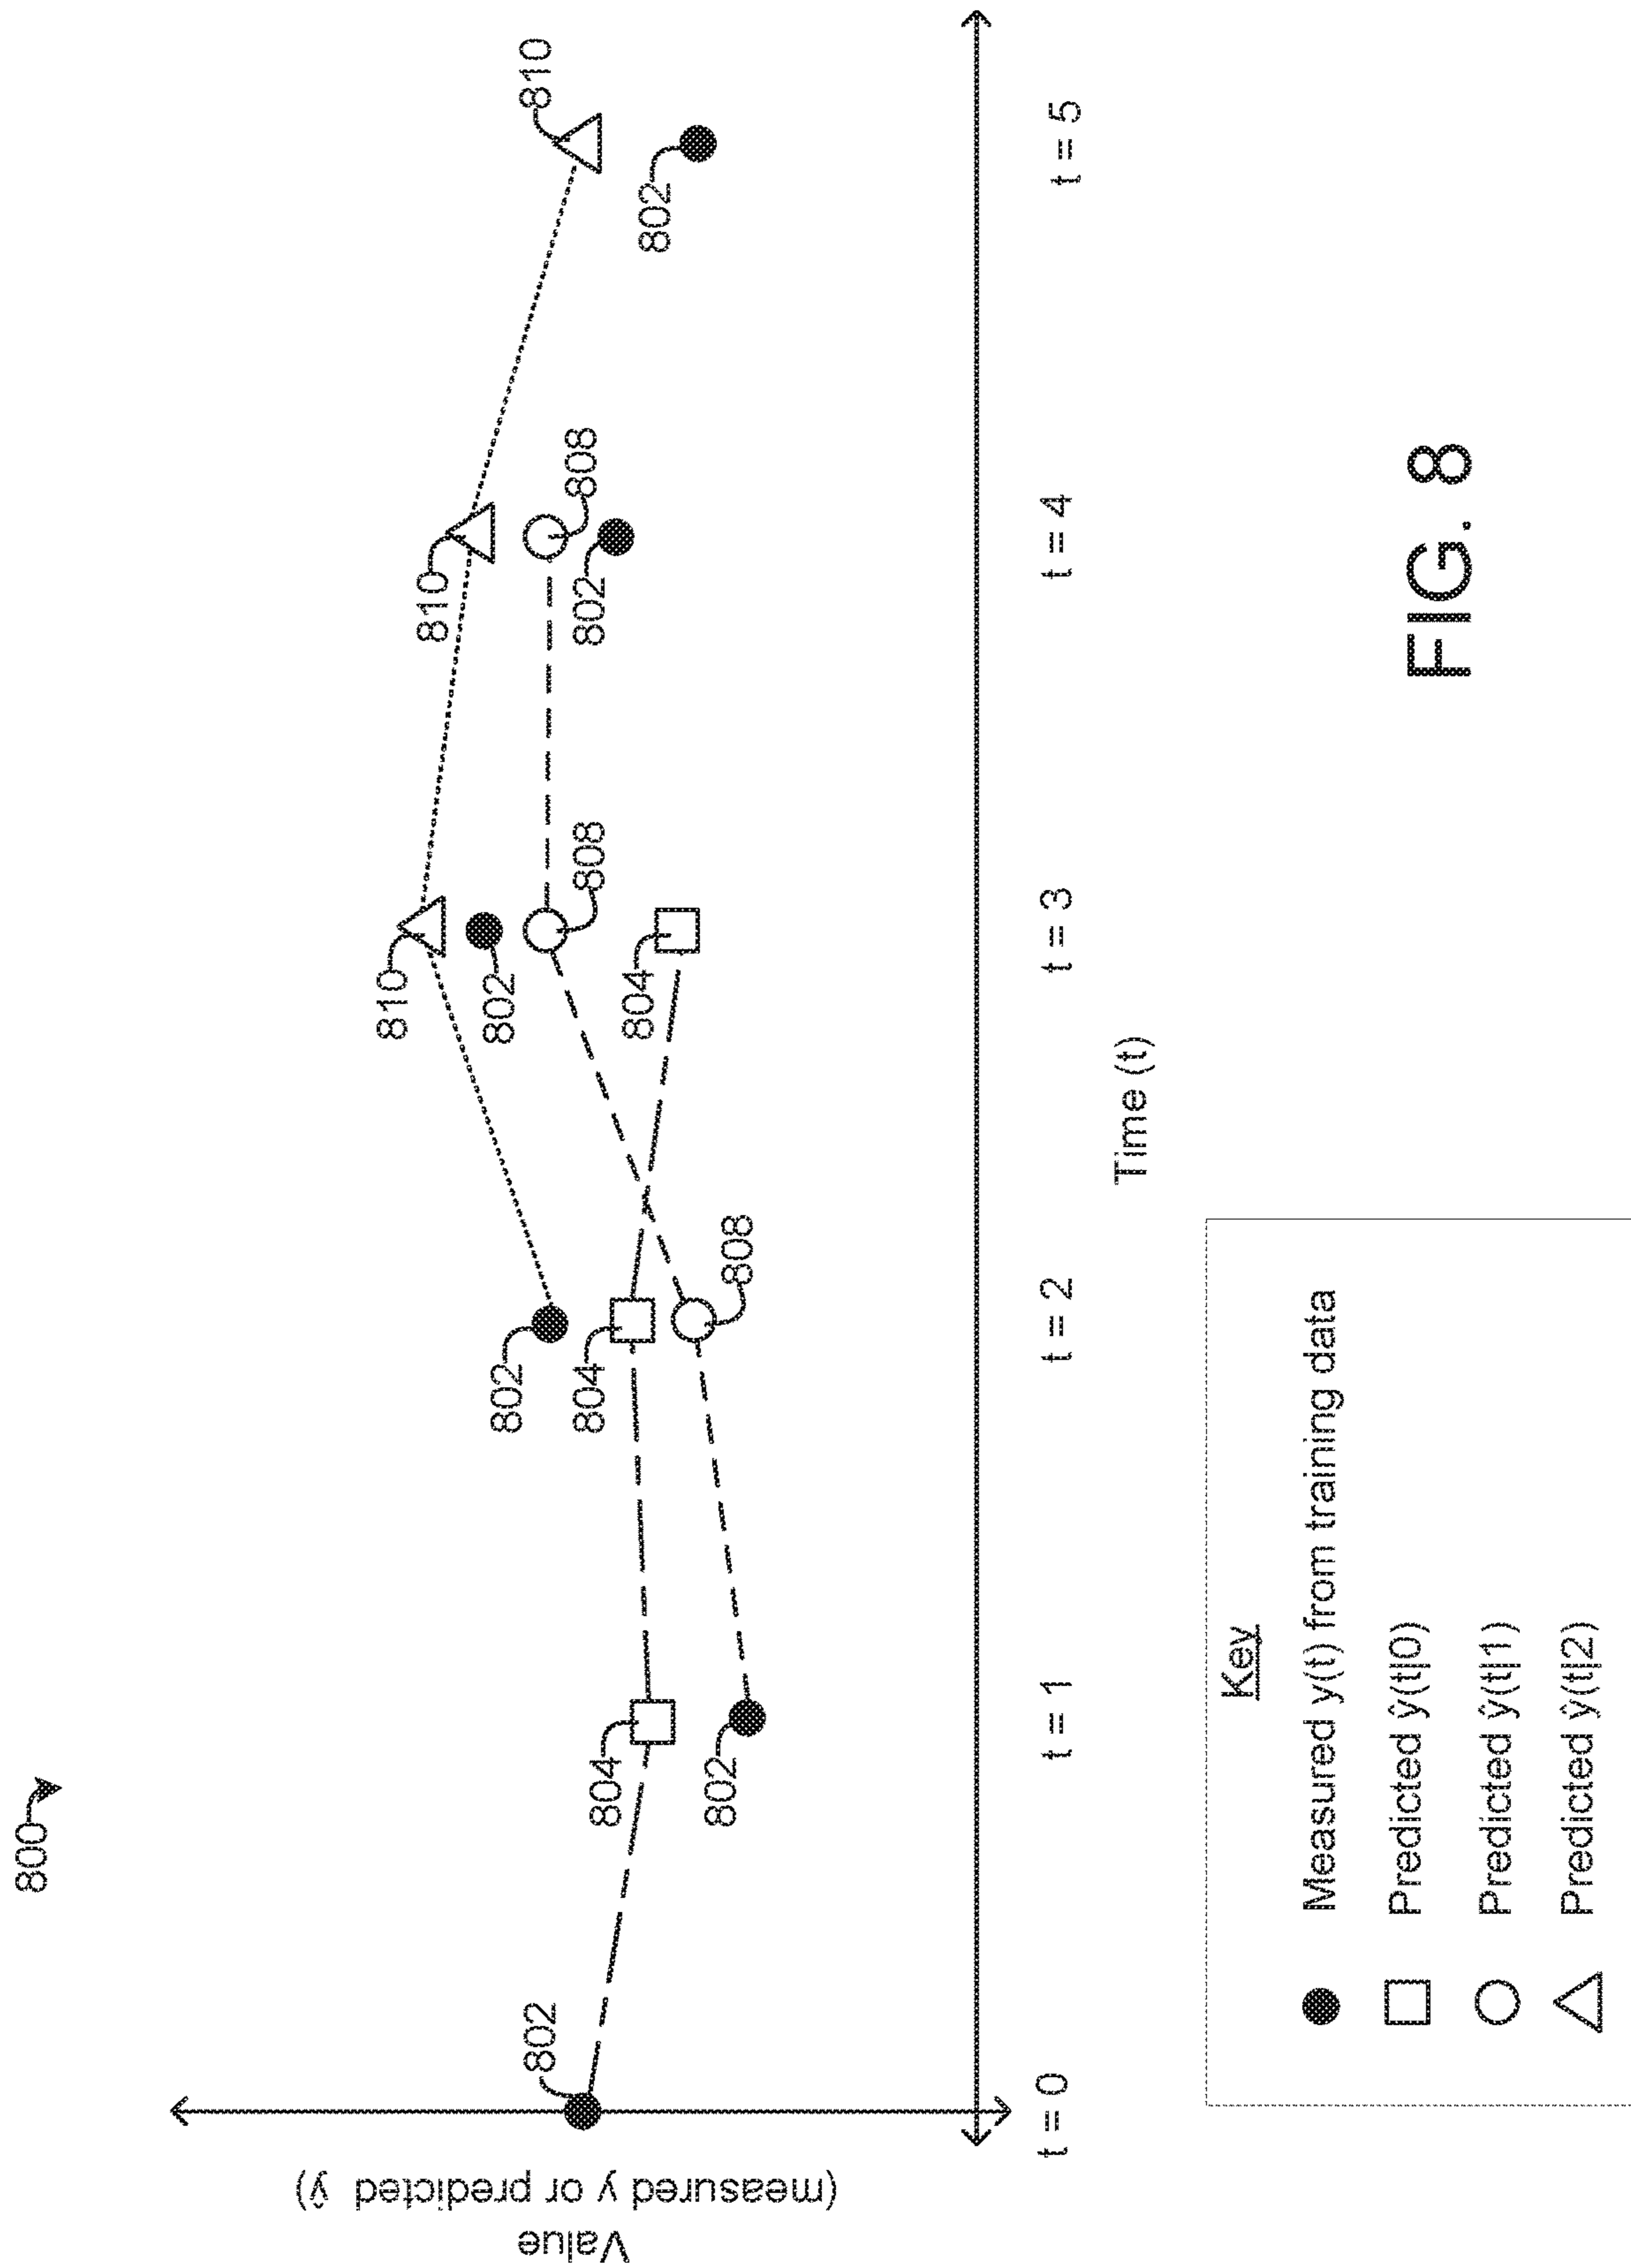 800
Value
(measured y or predicted ŷ)
802
804
802
802
804
808
810
802
808
804
810
808
802
810
802
t = 0
t = 1
t = 2
t = 3
t = 4
t = 5
Time (t)
Key
Measured y(t) from training data
Predicted ŷ(t|0)
Predicted ŷ(t|1)
Predicted ŷ(t|2)
FIG. 8